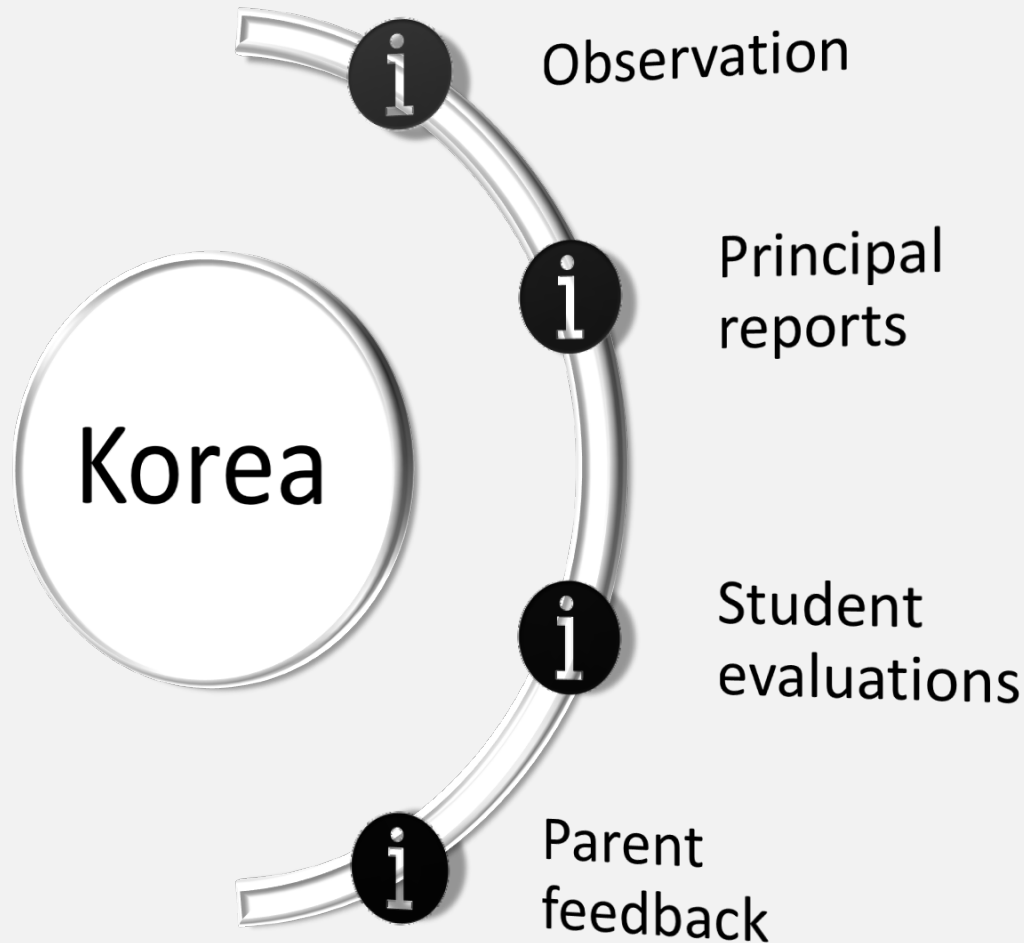 Observation
Principal
reports
Korea
Student
evaluations
Parent
feedback